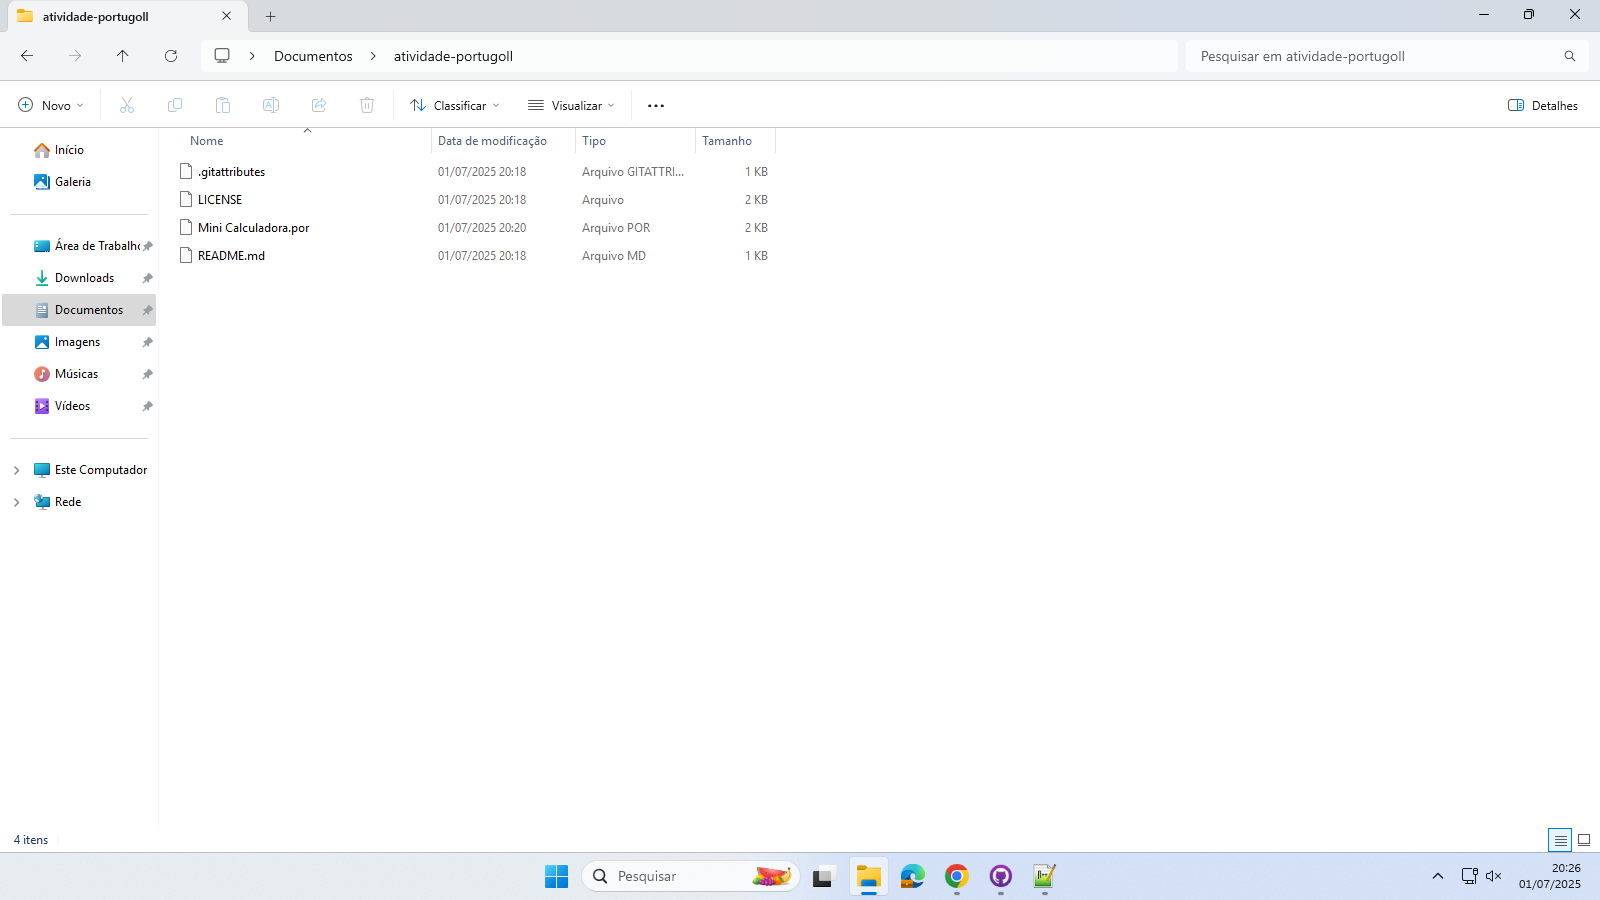 atividade-portugoll
Documentos atividade-portugoll
Pesquisar em atividade-portugoll
Novo
Classificar
Visualizar
Detalhes
Nome Data de modificação Tipo Tamanho
.gitattributes 01/07/2025 20:18 Arquivo GITATTRI... 1 KB
LICENSE 01/07/2025 20:18 Arquivo 2 KB
Mini Calculadora.por 01/07/2025 20:20 Arquivo POR 2 KB
README.md 01/07/2025 20:18 Arquivo MD 1 KB
Início
Galeria
Área de Trabalho
Downloads
Documentos
Imagens
Músicas
Vídeos
Este Computador
Rede
4 itens
Pesquisar
20:26
01/07/2025